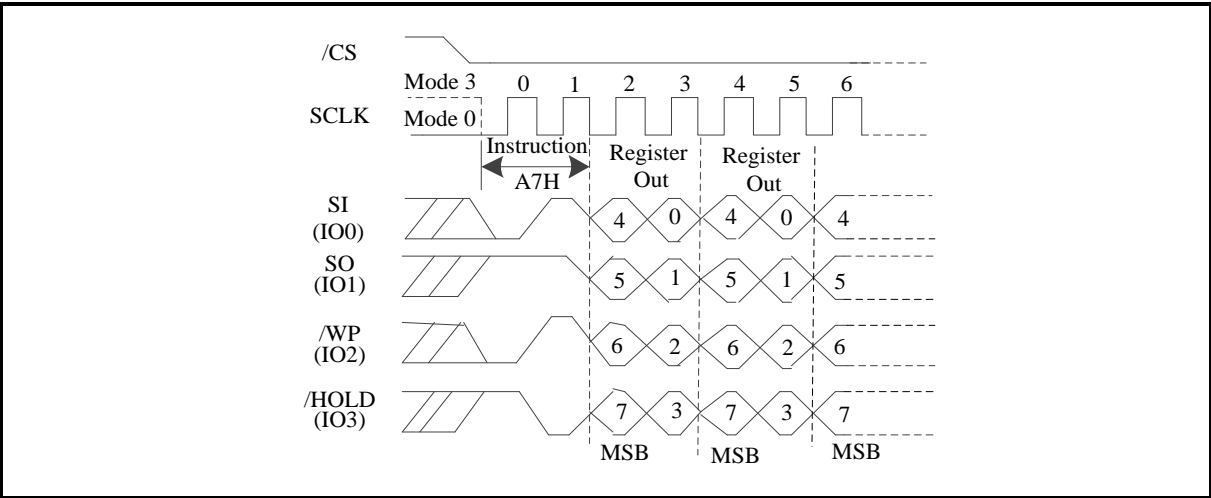 /CS
Mode 3 0 1 2 3 4 5 6
SCLK Mode 0
Instruction Register Register
A7H Out Out
SI
(IO0) 4 0 4 0 4
SO
(IO1) 5 1 5 1 5
/WP
(IO2) 6 2 6 2 6
/HOLD
(IO3) 7 3 7 3 7
MSB MSB MSB